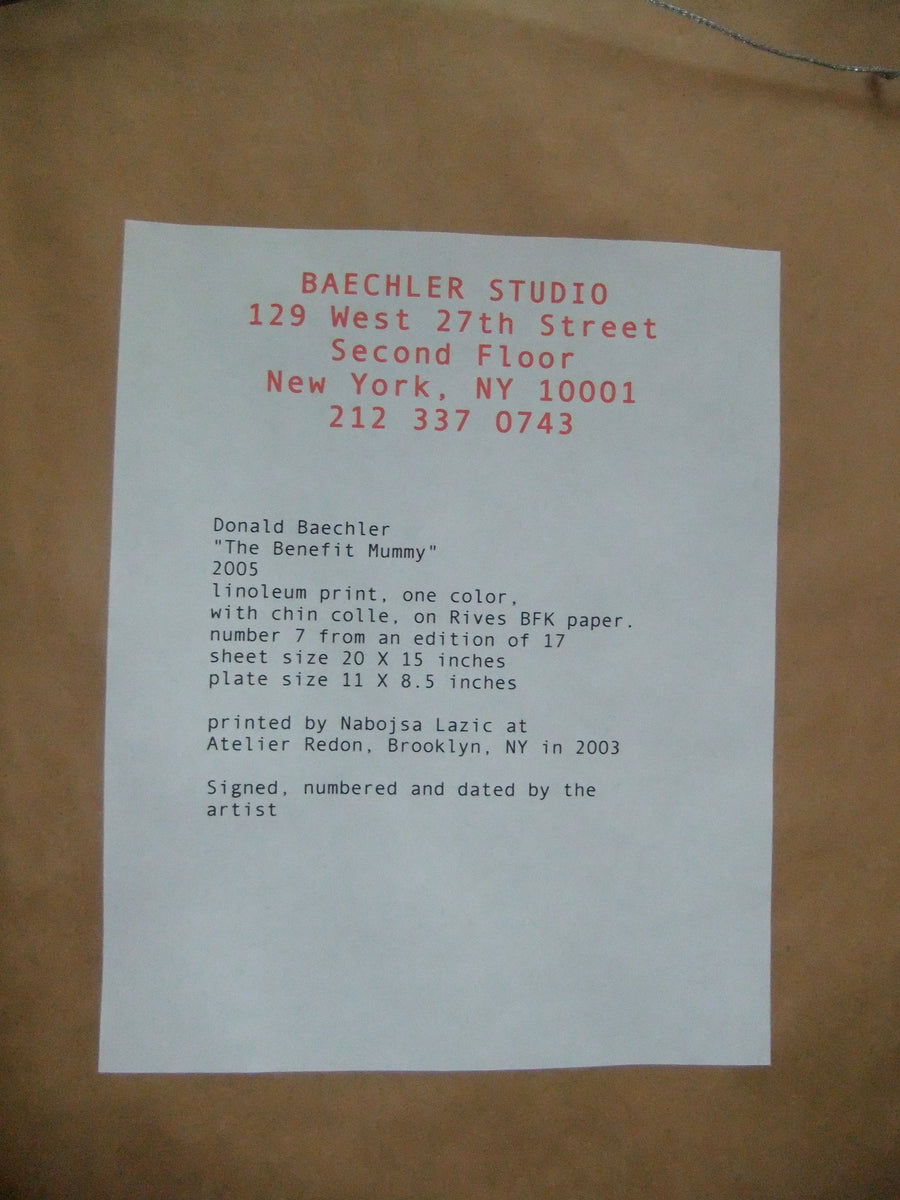 BAECHLER STUDIO
129 West 27th Street
Second Floor
New York, NY 10001
212 337 0743
Donald Baechler
"The Benefit Mummy"
2005
linoleum print, one color,
with chin colle, on Rives BFK paper.
number 7 from an edition of 17
sheet size 20 X 15 inches
plate size 11 X 8.5 inches
printed by Nabojsa Lazic at
Atelier Redon, Brooklyn, NY in 2003
Signed, numbered and dated by the
artist